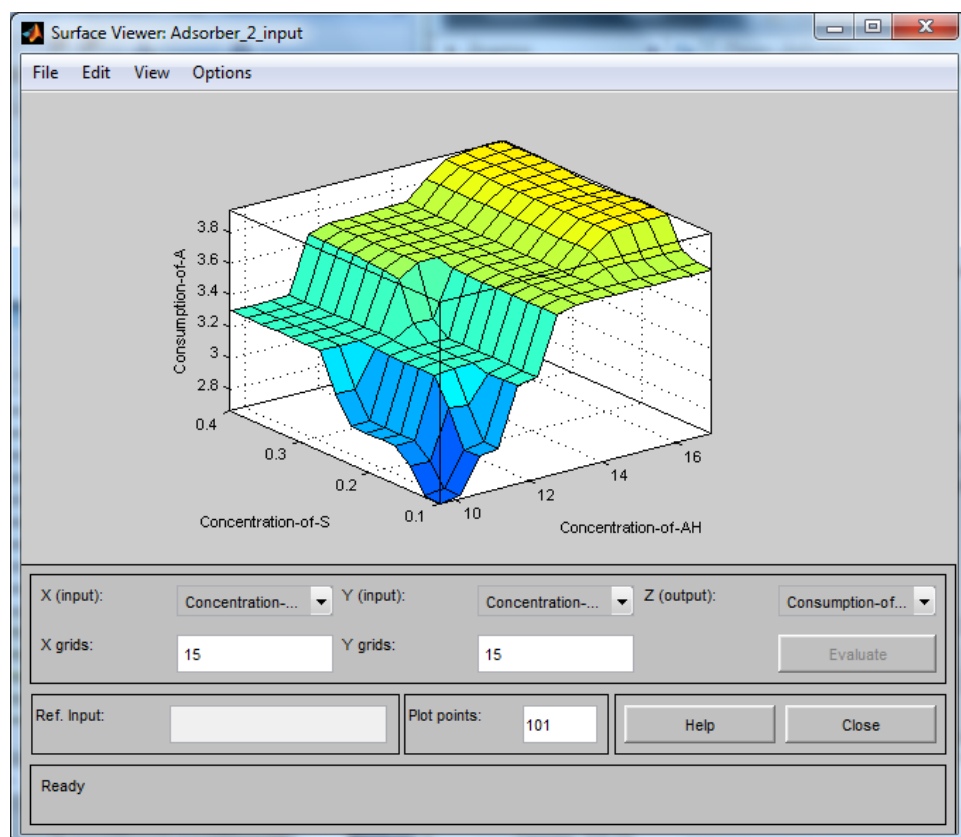 Surface Viewer: Adsorber_2_input
File Edit View Options
3.8
3.6
3.4
3.2
3
2.8
Consumption-of-A
0.4
0.3
0.2
0.1
Concentration-of-S
10
12
14
16
Concentration-of-AH
X (input): Concentration-... Y (input): Concentration-... Z (output): Consumption-of...
X grids: 15 Y grids: 15 Evaluate
Ref. Input: Plot points: 101 Help Close
Ready